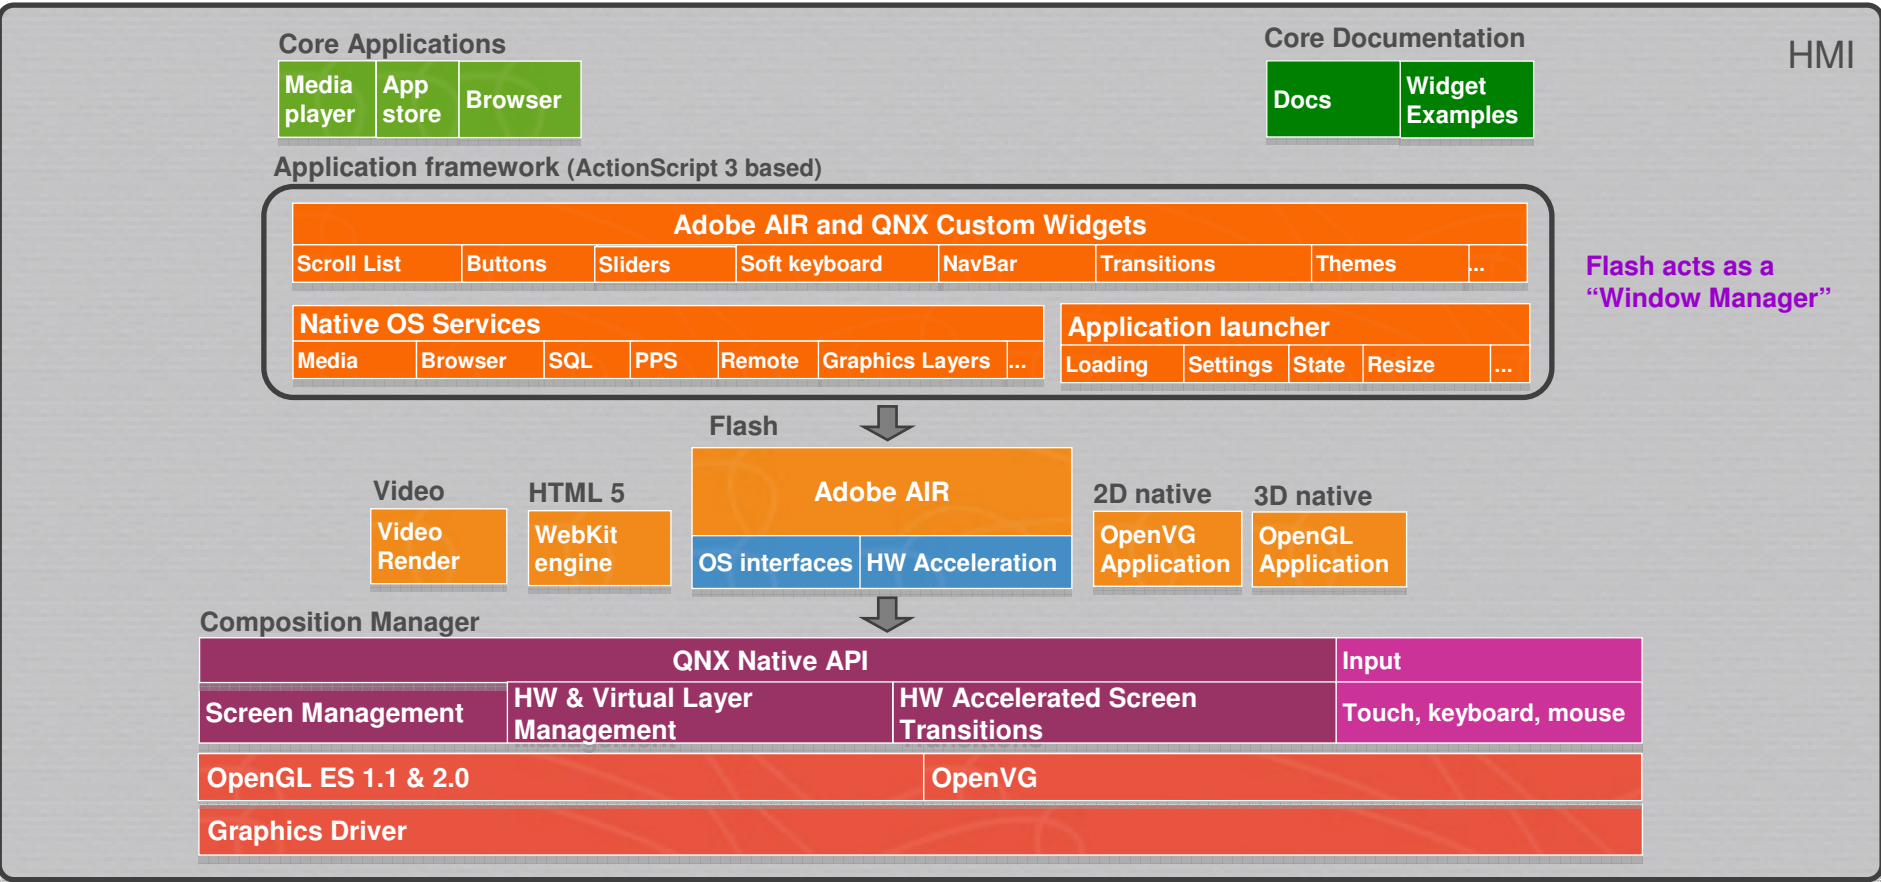 HMI
Core Applications
Media
player
App
store
Browser
Core Documentation
Docs
Widget
Examples
Application framework (ActionScript 3 based)
Adobe AIR and QNX Custom Widgets
Scroll List
Buttons
Sliders
Soft keyboard
NavBar
Transitions
Themes
...
Native OS Services
Media
Browser
SQL
PPS
Remote
Graphics Layers
...
Application launcher
Loading
Settings
State
Resize
...
Flash acts as a
“Window Manager”
Flash
Adobe AIR
OS interfaces
HW Acceleration
Video
Video
Render
HTML 5
WebKit
engine
2D native
OpenVG
Application
3D native
OpenGL
Application
Composition Manager
QNX Native API
Input
Screen Management
HW & Virtual Layer
Management
HW Accelerated Screen
Transitions
Touch, keyboard, mouse
OpenGL ES 1.1 & 2.0
OpenVG
Graphics Driver